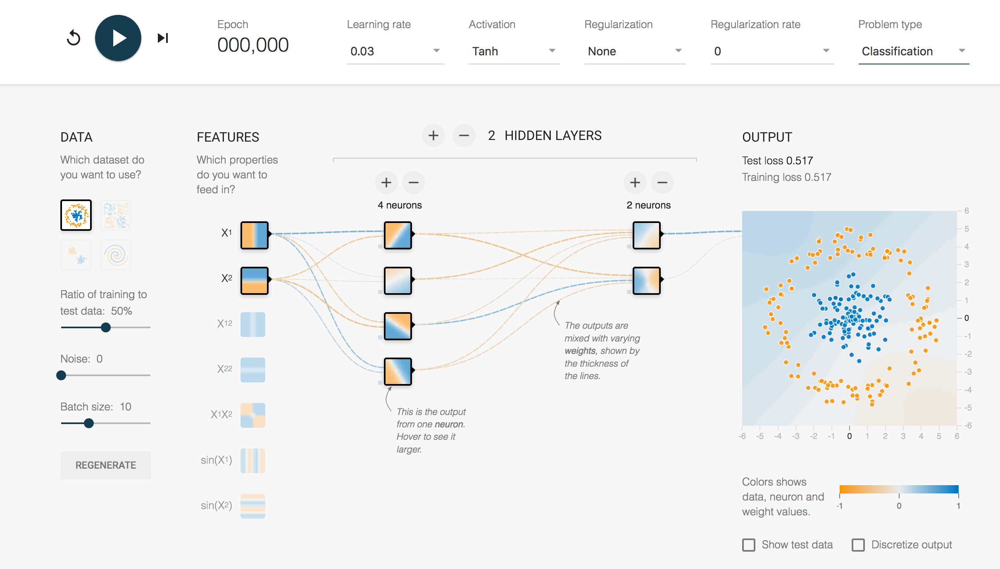 Epoch
000,000
Learning rate
0.03
Activation
Tanh
Regularization
None
Regularization rate
0
Problem type
Classification
DATA
Which dataset do
you want to use?
Ratio of training to
test data: 50%
Noise: 0
Batch size: 10
REGENERATE
FEATURES
Which properties
do you want to
feed in?
X1
X2
X12
X22
X1X2
sin(X1)
sin(X2)
+ − 2 HIDDEN LAYERS
+ −
4 neurons
+ −
2 neurons
This is the output
from one neuron.
Hover to see it
larger.
The outputs are
mixed with varying
weights, shown by
the thickness of
the lines.
OUTPUT
Test loss 0.517
Training loss 0.517
6
5
4
3
2
1
0
-1
-2
-3
-4
-5
-6
-6 -5 -4 -3 -2 -1 0 1 2 3 4 5 6
Colors shows
data, neuron and
weight values.
-1 0 1
Show test data
Discretize output